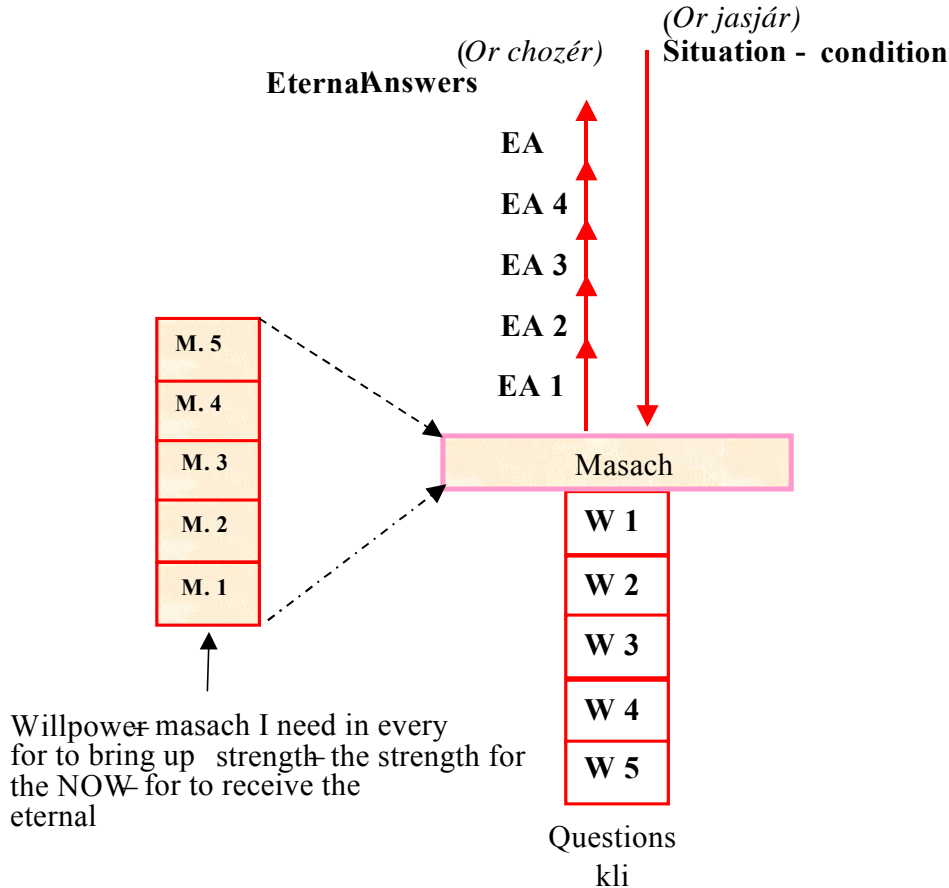 (Or jasjár)
(Or chozér) Situation - condition
Eternal Answers
EA
EA 4
EA 3
EA 2
EA 1
M. 5
M. 4
M. 3
M. 2
M. 1
Masach
W 1
W 2
W 3
W 4
W 5
Willpower – masach I need in every
for to bring up strength – the strength for
the NOW – for to receive the
eternal
Questions
kli